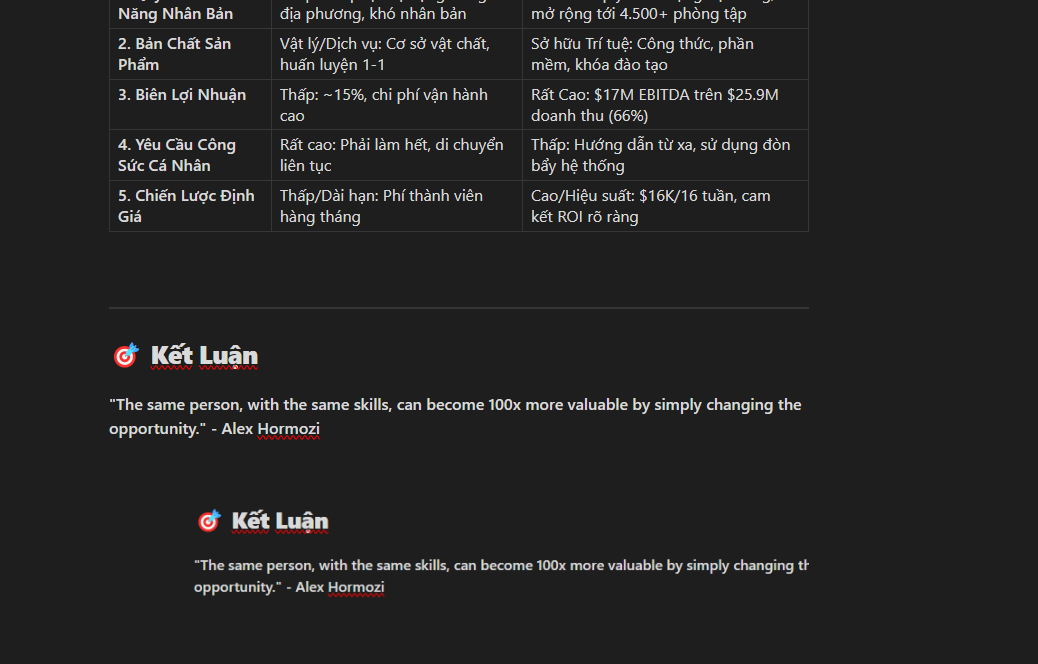 Năng Nhân Bản
địa phương, khó nhân bản
mở rộng tới 4.500+ phòng tập
2. Bản Chất Sản
Phẩm
Vật lý/Dịch vụ: Cơ sở vật chất,
huấn luyện 1-1
Sở hữu Trí tuệ: Công thức, phần
mềm, khóa đào tạo
3. Biên Lợi Nhuận
Thấp: ~15%, chi phí vận hành
cao
Rất Cao: $17M EBITDA trên $25.9M
doanh thu (66%)
4. Yêu Cầu Công
Sức Cá Nhân
Rất cao: Phải làm hết, di chuyển
liên tục
Thấp: Hướng dẫn từ xa, sử dụng đòn
bẩy hệ thống
5. Chiến Lược Định
Giá
Thấp/Dài hạn: Phí thành viên
hàng tháng
Cao/Hiệu suất: $16K/16 tuần, cam
kết ROI rõ ràng
🎯 Kết Luận
"The same person, with the same skills, can become 100x more valuable by simply changing the
opportunity." - Alex Hormozi
🎯 Kết Luận
"The same person, with the same skills, can become 100x more valuable by simply changing
opportunity." - Alex Hormozi